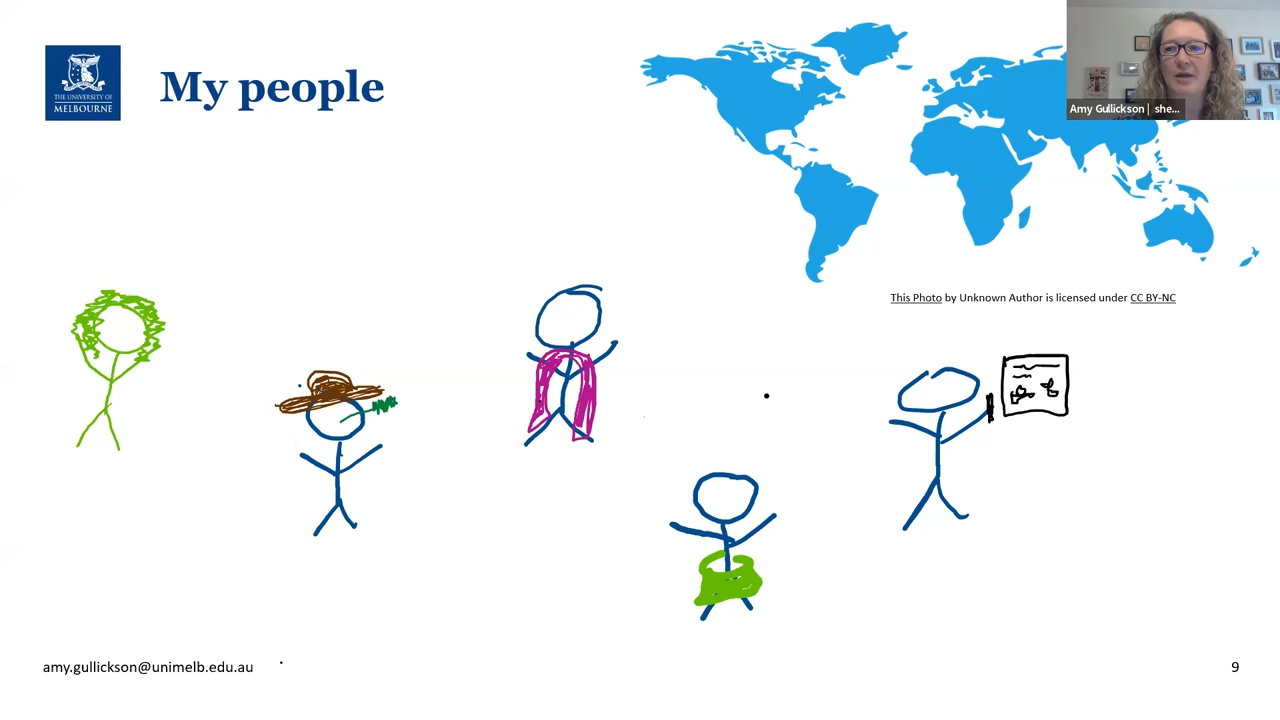 THE UNIVERSITY OF
MELBOURNE
My people
Amy Gullickson | she...
This Photo by Unknown Author is licensed under CC BY-NC
amy.gullickson@unimelb.edu.au
9